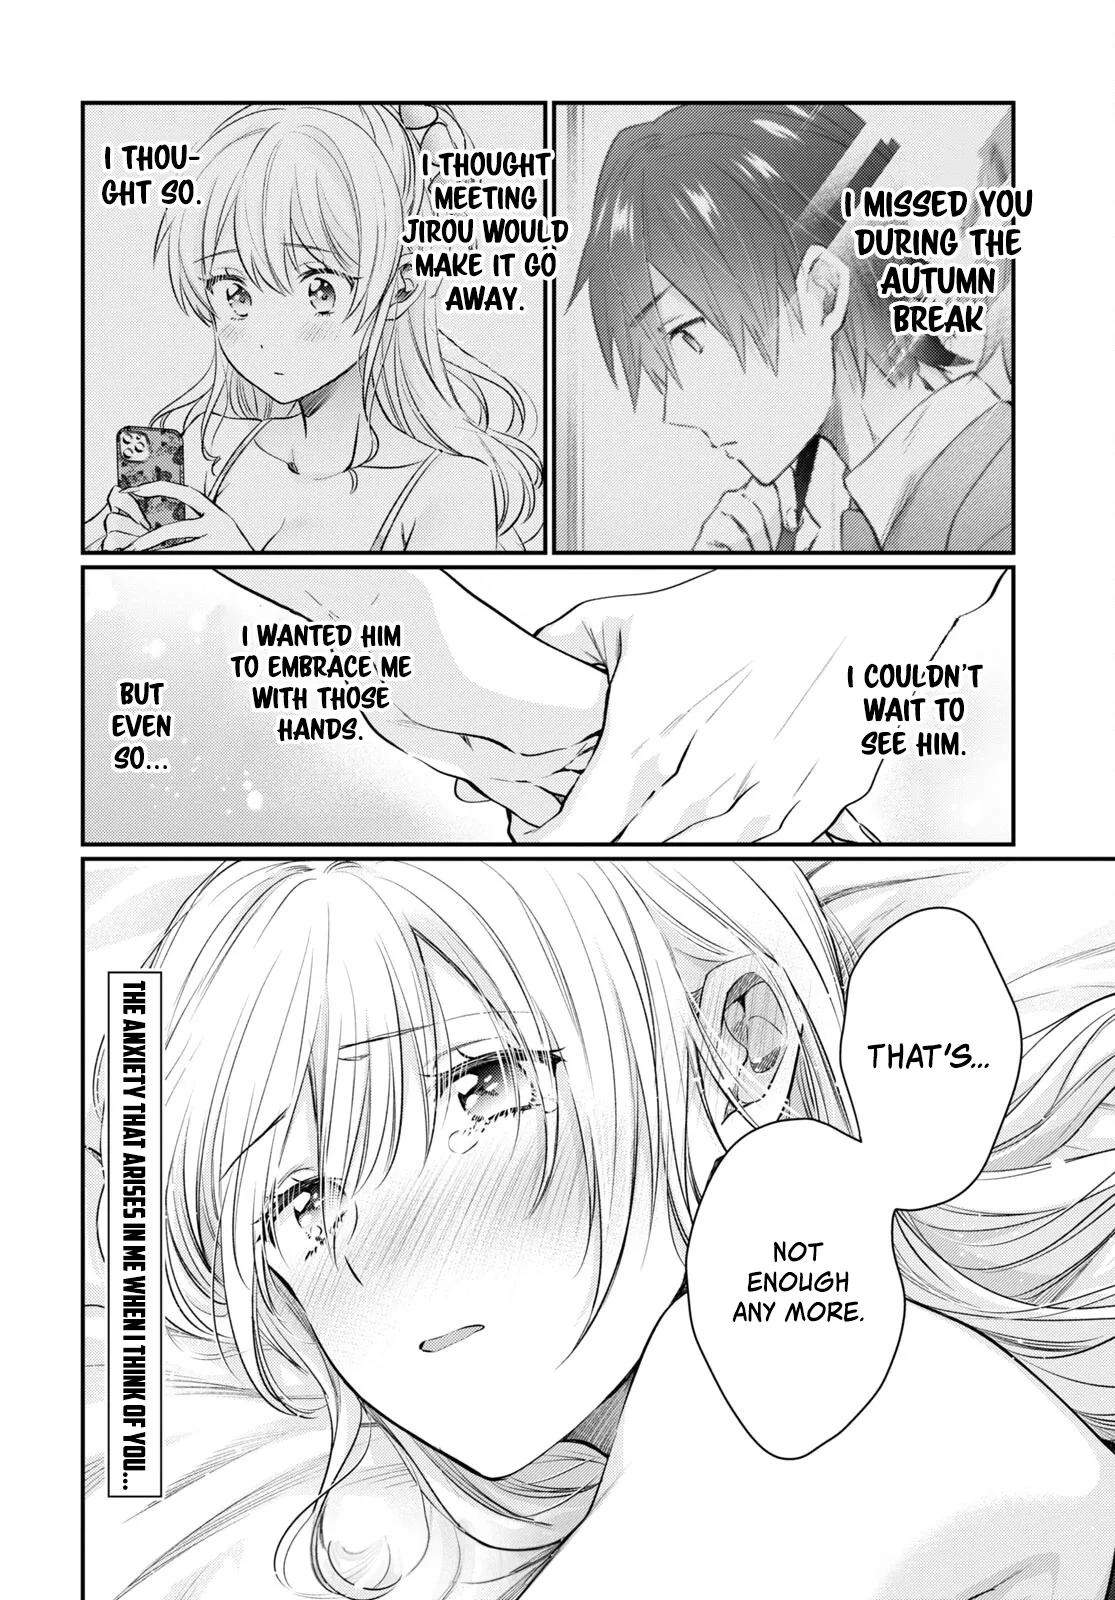 I MISSED YOU
DURING THE
AUTUMN
BREAK
I THOUGHT
MEETING
JIROU WOULD
MAKE IT GO
AWAY.
I THOU-
GHT SO.
I COULDN'T
WAIT TO
SEE HIM.
I WANTED HIM
TO EMBRACE ME
WITH THOSE
HANDS.
BUT
EVEN
SO...
THAT'S...
NOT
ENOUGH
ANY MORE.
THE ANXIETY THAT ARISES IN ME WHEN I THINK OF YOU...